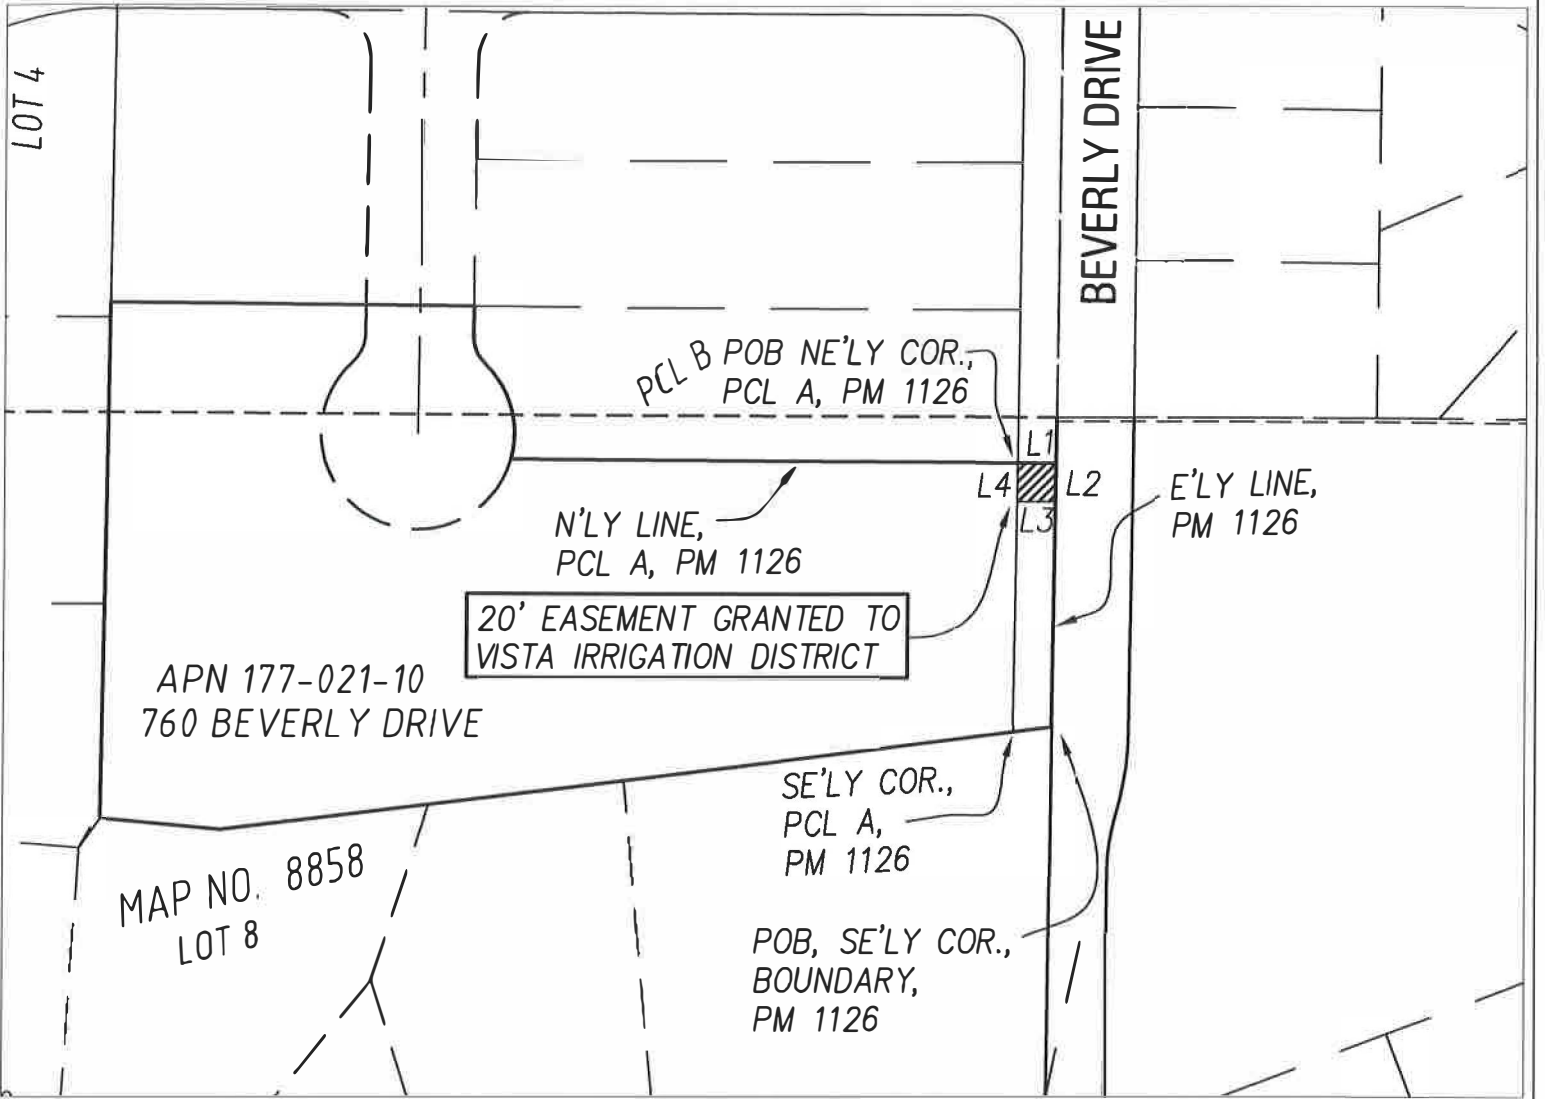 LOT 4
BEVERLY DRIVE
PCL B
POB NE'LY COR.,
PCL A, PM 1126
L1
L4
L2
L3
E'LY LINE,
PM 1126
N'LY LINE,
PCL A, PM 1126
20' EASEMENT GRANTED TO
VISTA IRRIGATION DISTRICT
APN 177-021-10
760 BEVERLY DRIVE
SE'LY COR.,
PCL A,
PM 1126
MAP NO. 8858
LOT 8
POB, SE'LY COR.,
BOUNDARY,
PM 1126